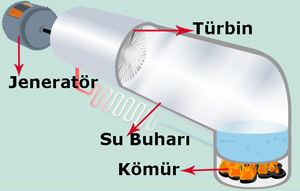 Türbin
Jeneratör
Su Buharı
Kömür